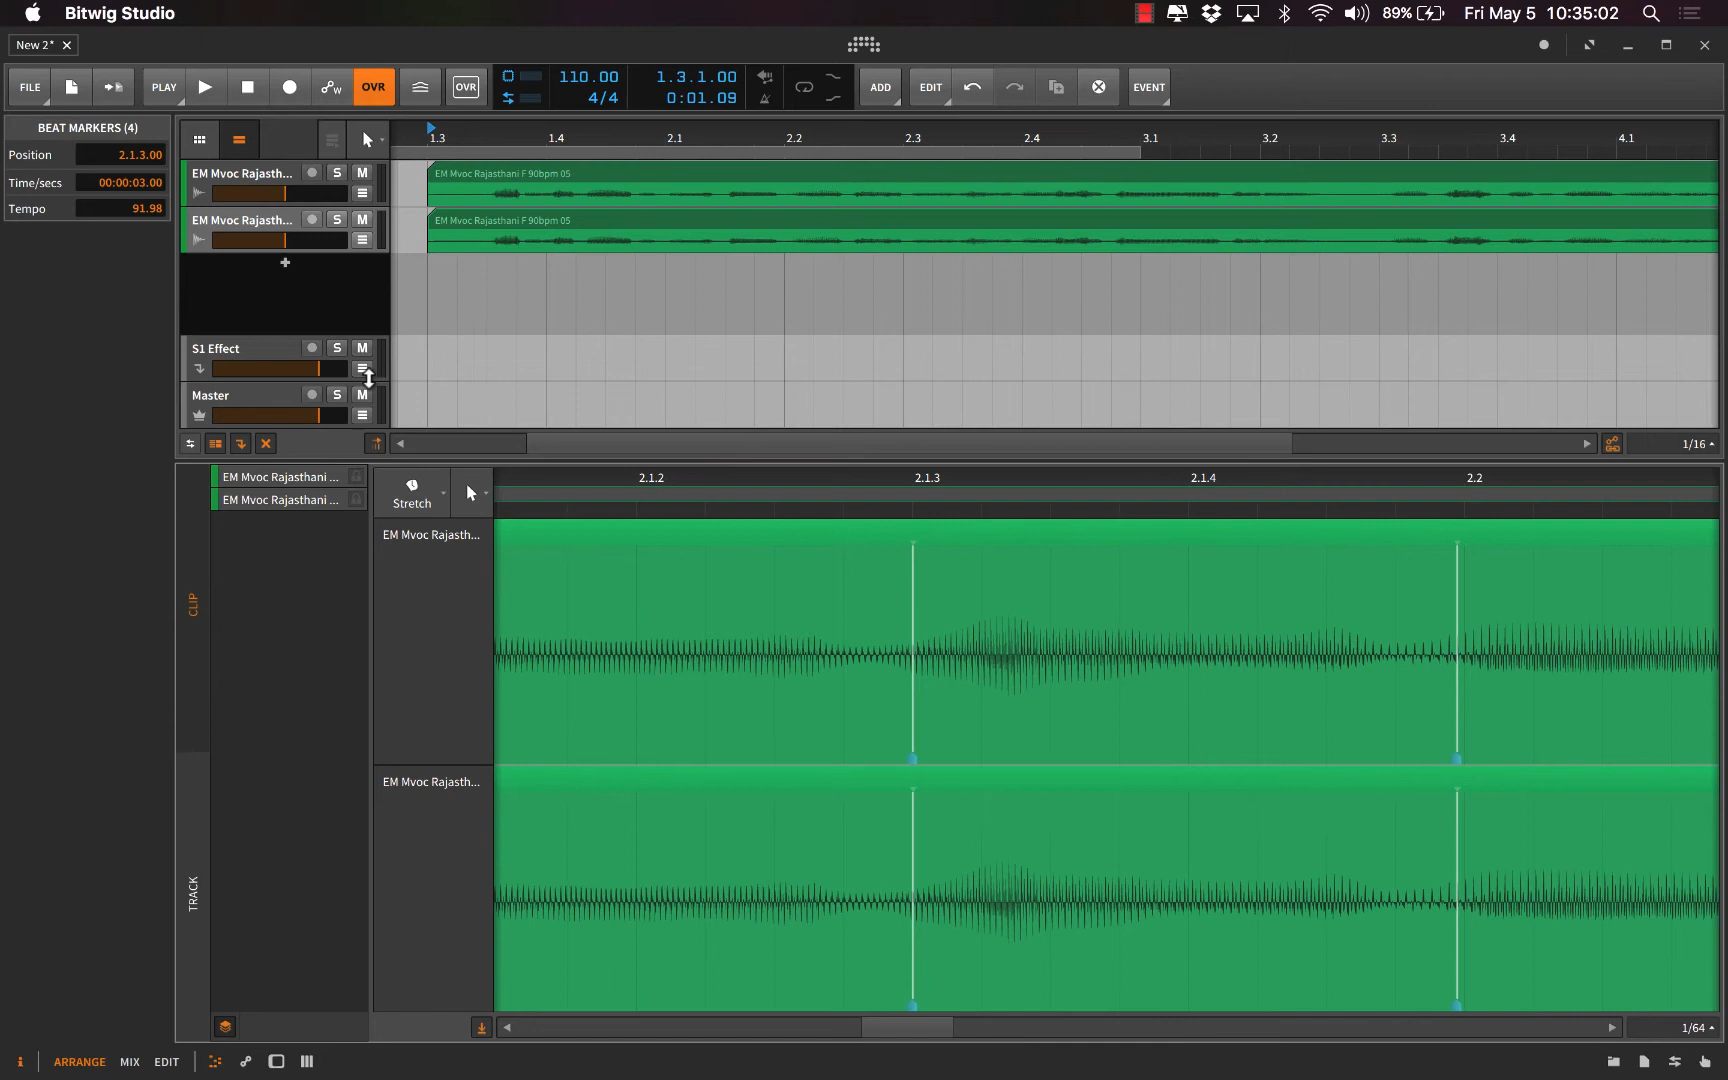 Bitwig Studio
89%
Fri May 5 10:35:02
New 2*
FILE
PLAY
OVR
OVR
110.00
4/4
1.3.1.00
0:01.09
ADD
EDIT
EVENT
BEAT MARKERS (4)
Position 2.1.3.00
Time/secs 00:00:03.00
Tempo 91.98
1.3 1.4 2.1 2.2 2.3 2.4 3.1 3.2 3.3 3.4 4.1
EM Mvoc Rajasth... S M
EM Mvoc Rajasthani F 90bpm 05
EM Mvoc Rajasth... S M
EM Mvoc Rajasthani F 90bpm 05
S1 Effect S M
Master S M
1/16
CLIP
TRACK
EM Mvoc Rajasthani ...
EM Mvoc Rajasthani ...
Stretch
2.1.2 2.1.3 2.1.4 2.2
EM Mvoc Rajasth...
EM Mvoc Rajasth...
1/64
i ARRANGE MIX EDIT